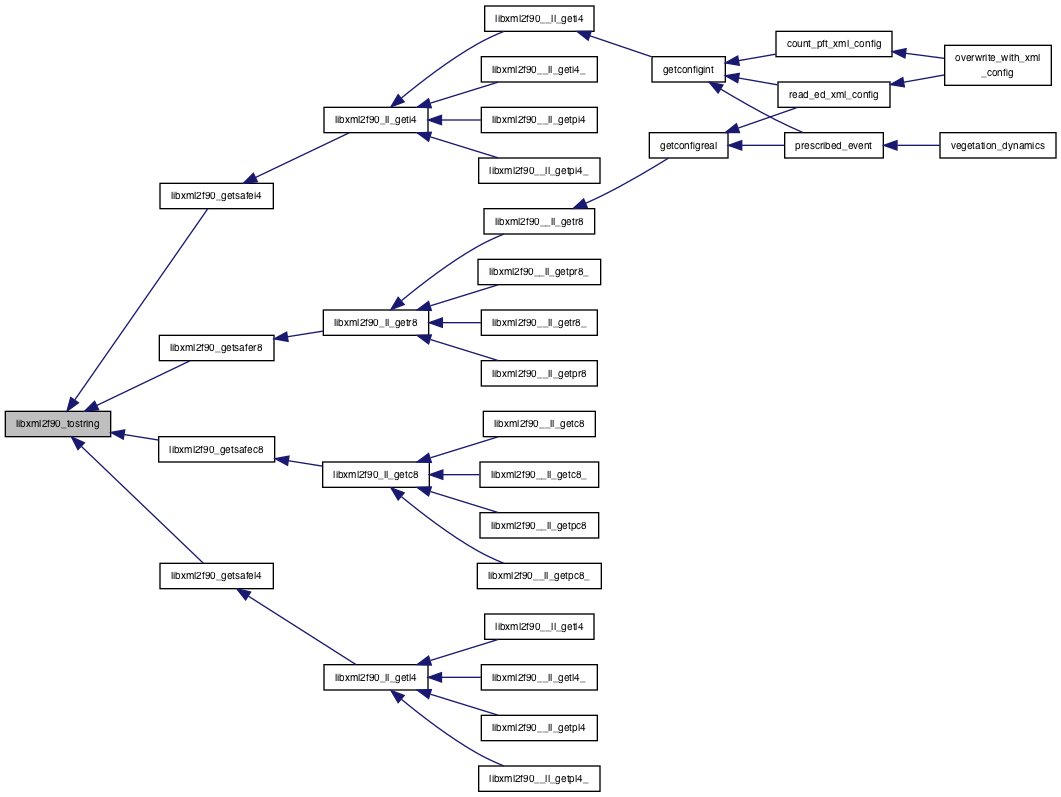 libxml2f90__ll_geti4
libxml2f90__ll_geti4_
libxml2f90__ll_getpi4
libxml2f90__ll_getpi4_
getconfigint
count_pft_xml_config
read_ed_xml_config
overwrite_with_xml
_config
getconfigreal
prescribed_event
vegetation_dynamics
libxml2f90_ll_geti4
libxml2f90_getsafei4
libxml2f90__ll_getr8
libxml2f90__ll_getpr8_
libxml2f90__ll_getr8_
libxml2f90__ll_getpr8
libxml2f90_ll_getr8
libxml2f90_getsafer8
libxml2f90_tostring
libxml2f90_getsafec8
libxml2f90_ll_getc8
libxml2f90__ll_getc8
libxml2f90__ll_getc8_
libxml2f90__ll_getpc8
libxml2f90__ll_getpc8_
libxml2f90_getsafel4
libxml2f90_ll_getl4
libxml2f90__ll_getl4
libxml2f90__ll_getl4_
libxml2f90__ll_getpl4
libxml2f90__ll_getpl4_